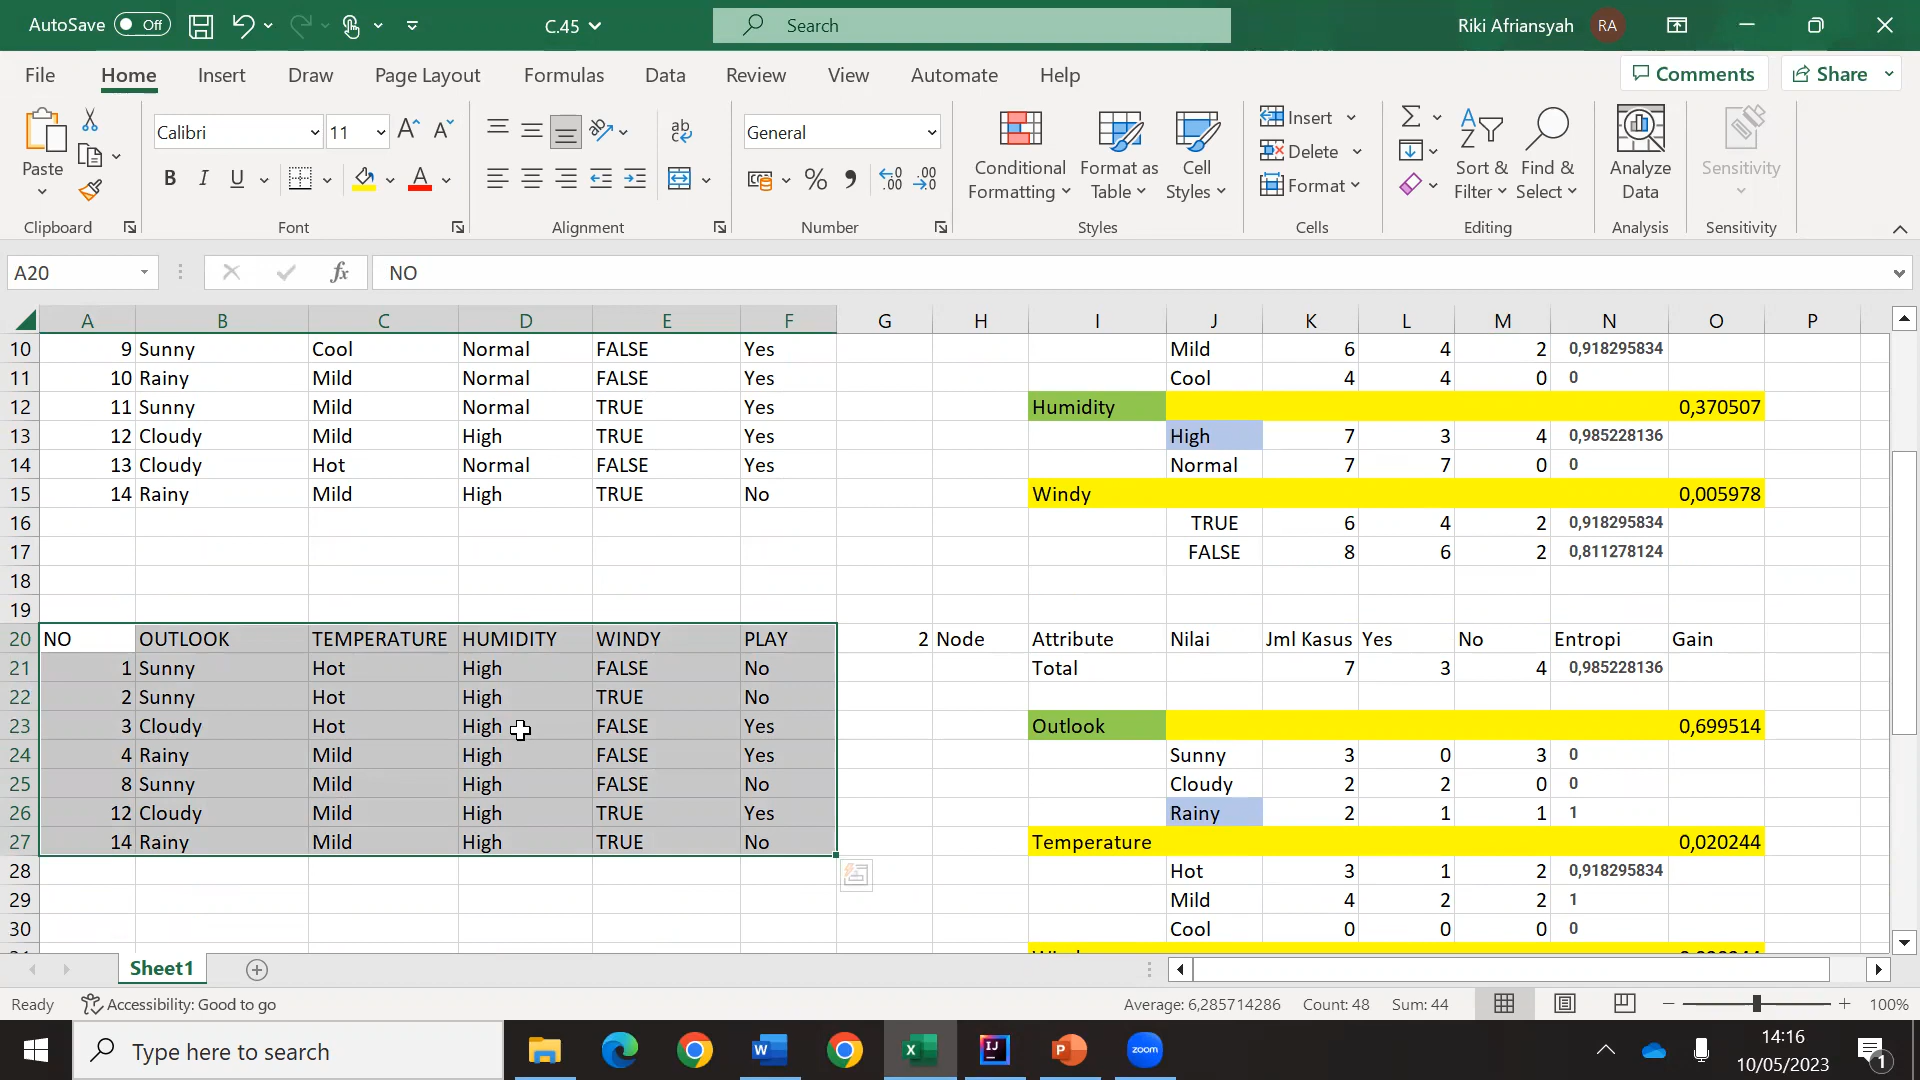 AutoSave Off C.45 Search Riki Afriansyah RA
File Home Insert Draw Page Layout Formulas Data Review View Automate Help Comments Share
Paste Calibri 11 A^ A˅ ab General Conditional Formatting Format as Table Cell Styles Insert Delete Format Sort & Filter Find & Select Analyze Data Sensitivity
B I U A % 9 ←0 .00 .00 →0
Clipboard Font Alignment Number Styles Cells Editing Analysis Sensitivity
A20 fx NO
A B C D E F G H I J K L M N O P
10 9 Sunny Cool Normal FALSE Yes Mild 6 4 2 0,918295834
11 10 Rainy Mild Normal FALSE Yes Cool 4 4 0 0
12 11 Sunny Mild Normal TRUE Yes Humidity 0,370507
13 12 Cloudy Mild High TRUE Yes High 7 3 4 0,985228136
14 13 Cloudy Hot Normal FALSE Yes Normal 7 7 0 0
15 14 Rainy Mild High TRUE No Windy 0,005978
16 TRUE 6 4 2 0,918295834
17 FALSE 8 6 2 0,811278124
18
19
20 NO OUTLOOK TEMPERATURE HUMIDITY WINDY PLAY 2 Node Attribute Nilai Jml Kasus Yes No Entropi Gain
21 1 Sunny Hot High FALSE No Total 7 3 4 0,985228136
22 2 Sunny Hot High TRUE No
23 3 Cloudy Hot High FALSE Yes Outlook 0,699514
24 4 Rainy Mild High FALSE Yes Sunny 3 0 3 0
25 8 Sunny Mild High FALSE No Cloudy 2 2 0 0
26 12 Cloudy Mild High TRUE Yes Rainy 2 1 1 1
27 14 Rainy Mild High TRUE No Temperature 0,020244
28 Hot 3 1 2 0,918295834
29 Mild 4 2 2 1
30 Cool 0 0 0 0
Sheet1
Ready Accessibility: Good to go Average: 6,285714286 Count: 48 Sum: 44 100%
Type here to search W X IJ P zoom 14:16
10/05/2023 1